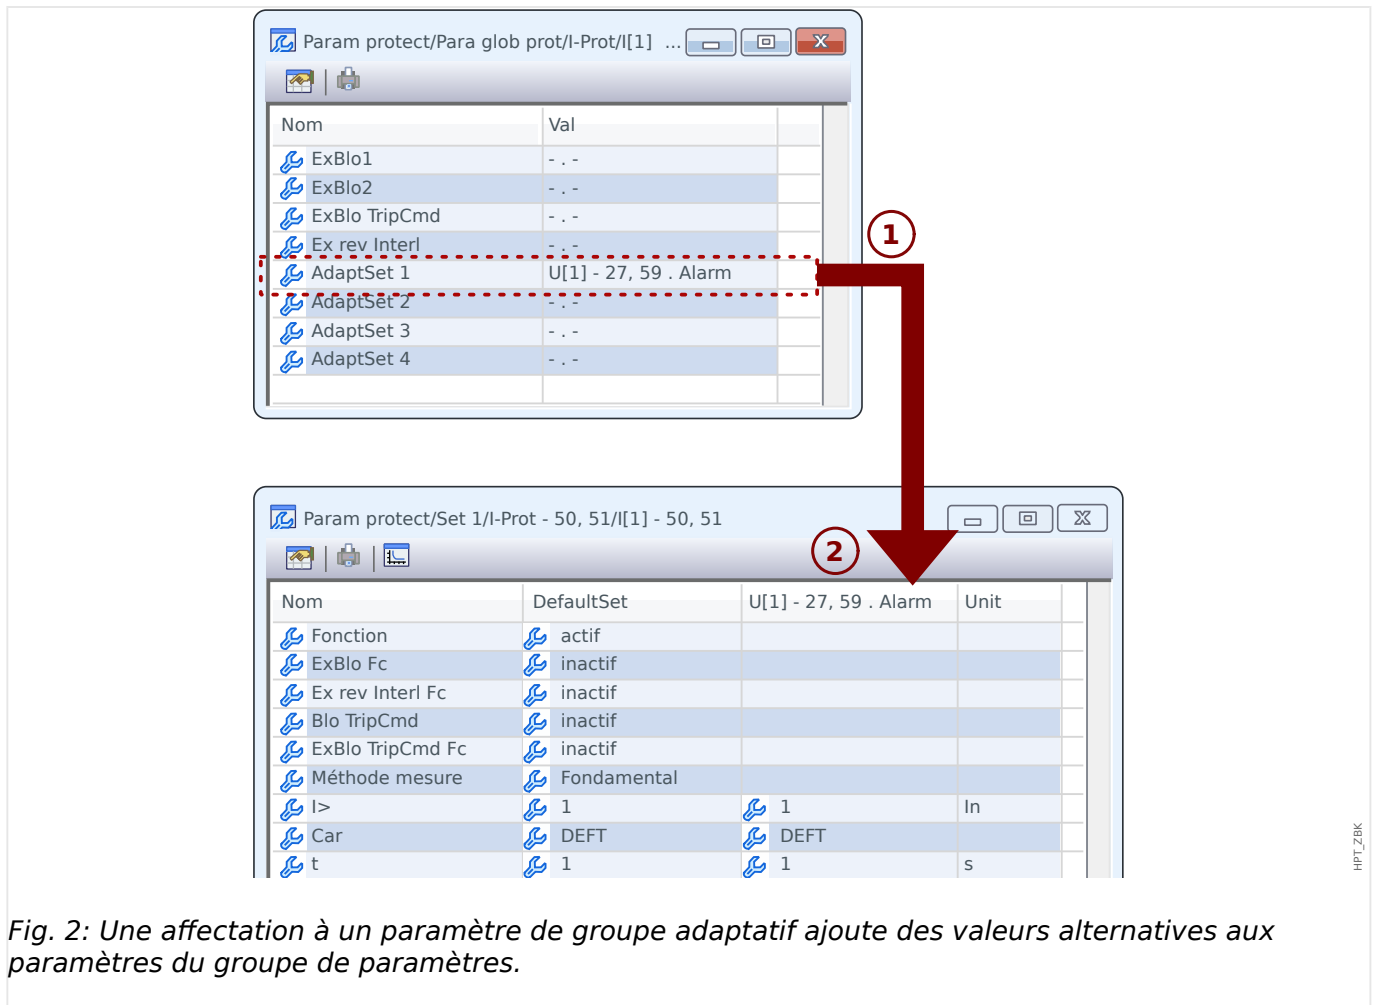 Param protect/Para glob prot/I-Prot/I[1] ...
Nom Val
ExBlo1 - . -
ExBlo2 - . -
ExBlo TripCmd - . -
Ex rev Interl - . -
AdaptSet 1 U[1] - 27, 59 . Alarm
AdaptSet 2 - . -
AdaptSet 3 - . -
AdaptSet 4 - . -
1
Param protect/Set 1/I-Prot - 50, 51/I[1] - 50, 51
2
Nom DefaultSet U[1] - 27, 59 . Alarm Unit
Fonction actif
ExBlo Fc inactif
Ex rev Interl Fc inactif
Blo TripCmd inactif
ExBlo TripCmd Fc inactif
Méthode mesure Fondamental
I> 1 1 In
Car DEFT DEFT
t 1 1 s
HPT_ZBK
Fig. 2: Une affectation à un paramètre de groupe adaptatif ajoute des valeurs alternatives aux
paramètres du groupe de paramètres.